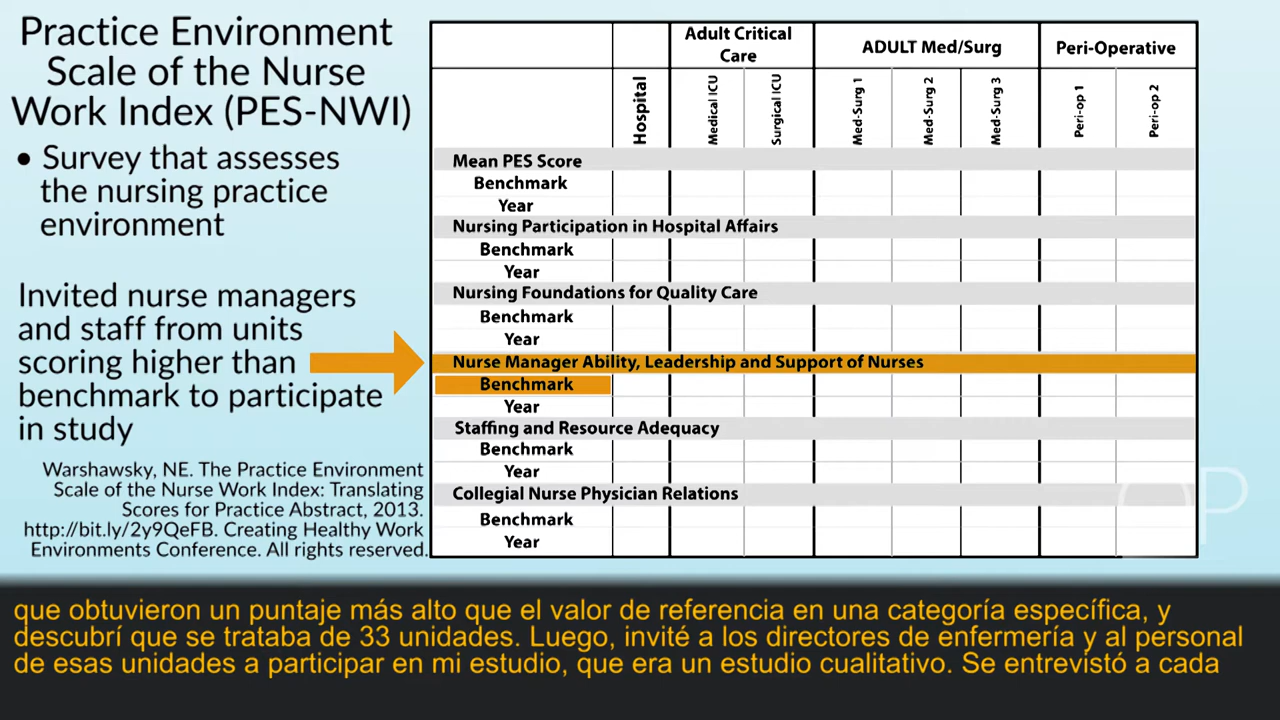 Practice Environment
Scale of the Nurse
Work Index (PES-NWI)
• Survey that assesses
the nursing practice
environment
Invited nurse managers
and staff from units
scoring higher than
benchmark to participate
in study
Warshawsky, NE. The Practice Environment
Scale of the Nurse Work Index: Translating
Scores for Practice Abstract, 2013.
http://bit.ly/2y9QeFB. Creating Healthy Work
Environments Conference. All rights reserved.
Adult Critical
Care
ADULT Med/Surg
Peri-Operative
Hospital
Medical ICU
Surgical ICU
Med-Surg 1
Med-Surg 2
Med-Surg 3
Peri-op 1
Peri-op 2
Mean PES Score
Benchmark
Year
Nursing Participation in Hospital Affairs
Benchmark
Year
Nursing Foundations for Quality Care
Benchmark
Year
Nurse Manager Ability, Leadership and Support of Nurses
Benchmark
Year
Staffing and Resource Adequacy
Benchmark
Year
Collegial Nurse Physician Relations
Benchmark
Year
OP
que obtuvieron un puntaje más alto que el valor de referencia en una categoría específica, y
descubrí que se trataba de 33 unidades. Luego, invité a los directores de enfermería y al personal
de esas unidades a participar en mi estudio, que era un estudio cualitativo. Se entrevistó a cada